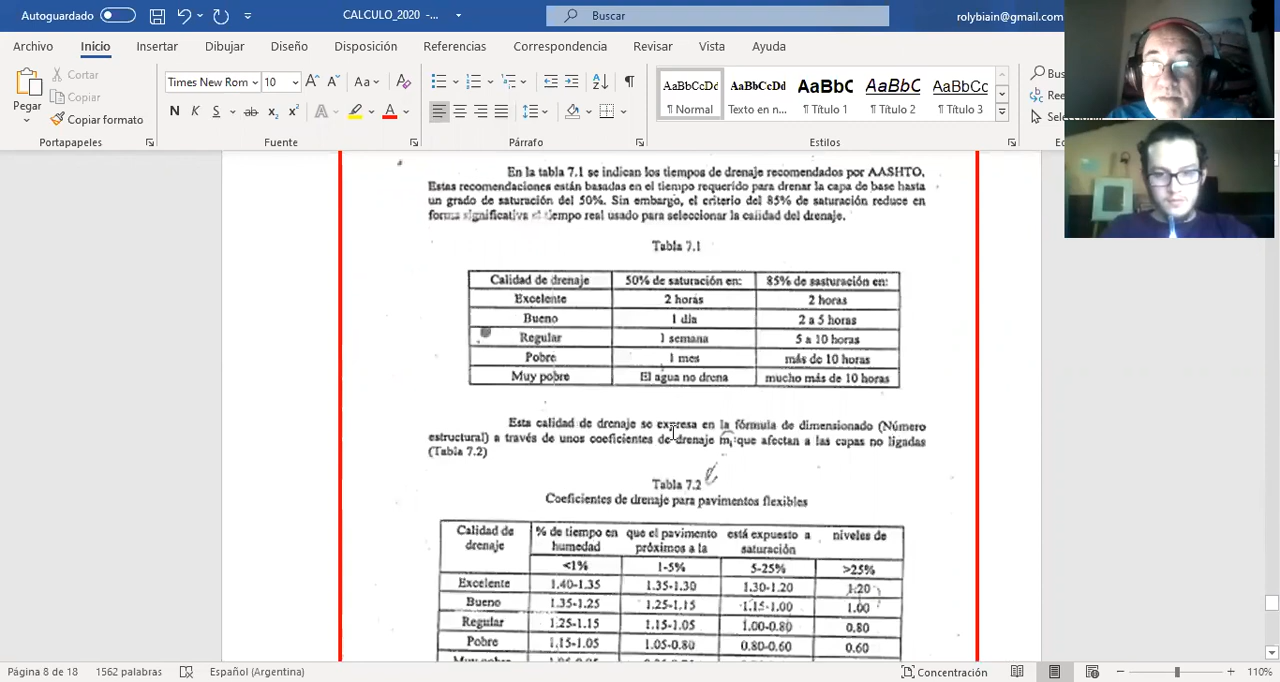 Autoguardado
CALCULO_2020 -...
Buscar
rolybiain@gmail.com
Archivo Inicio Insertar Dibujar Diseño Disposición Referencias Correspondencia Revisar Vista Ayuda
Pegar
Cortar
Copiar
Copiar formato
Portapapeles
Times New Rom 10
Aa
N K S ab x₂ x²
A A
Fuente
Párrafo
AaBbCcDd AaBbCcDd AaBbC AaBbC AaBbC
¶ Normal Texto en n... ¶ Título 1 ¶ Título 2 ¶ Título 3
Estilos
En la tabla 7.1 se indican los tiempos de drenaje recomendados por AASHTO.
Estas recomendaciones están basadas en el tiempo requerido para drenar la capa de base hasta
un grado de saturación del 50%. Sin embargo, el criterio del 85% de saturación reduce en
forma significativa el tiempo real usado para seleccionar la calidad del drenaje.
Tabla 7.1
Calidad de drenaje 50% de saturación en: 85% de sasturación en:
Excelente 2 horas 2 horas
Bueno 1 día 2 a 5 horas
Regular 1 semana 5 a 10 horas
Pobre 1 mes más de 10 horas
Muy pobre El agua no drena mucho más de 10 horas
Esta calidad de drenaje se expresa en la fórmula de dimensionado (Número
estructural) a través de unos coeficientes de drenaje mᵢ que afectan a las capas no ligadas
(Tabla 7.2)
Tabla 7.2
Coeficientes de drenaje para pavimentos flexibles
Calidad de drenaje % de tiempo en que el pavimento está expuesto a niveles de
humedad próximos a la saturación
<1% 1-5% 5-25% >25%
Excelente 1.40-1.35 1.35-1.30 1.30-1.20 1.20
Bueno 1.35-1.25 1.25-1.15 1.15-1.00 1.00
Regular 1.25-1.15 1.15-1.05 1.00-0.80 0.80
Pobre 1.15-1.05 1.05-0.80 0.80-0.60 0.60
Página 8 de 18 1562 palabras Español (Argentina)
Concentración
110%